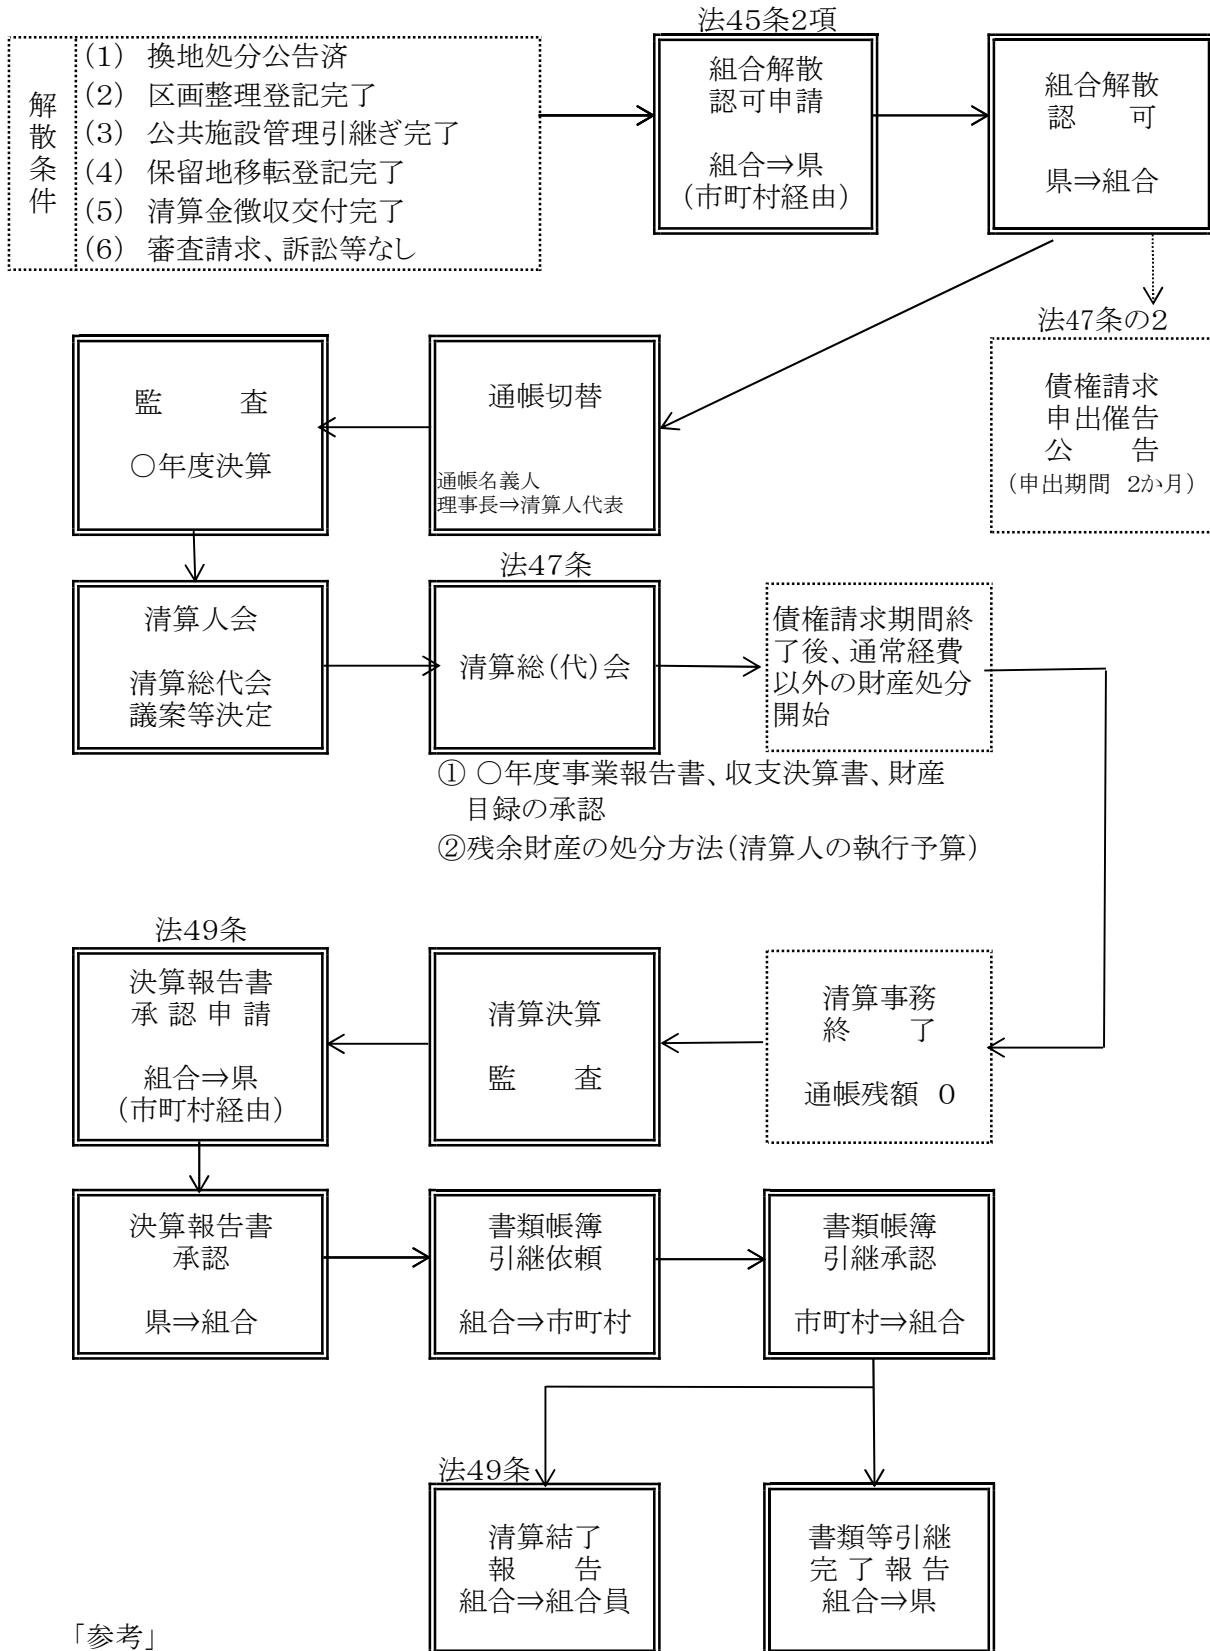 解散条件
(1) 換地処分公告済
(2) 区画整理登記完了
(3) 公共施設管理引継ぎ完了
(4) 保留地移転登記完了
(5) 清算金徴収交付完了
(6) 審査請求、訴訟等なし
法45条2項
組合解散
認可申請
組合⇒県
(市町村経由)
組合解散
認　　可
県⇒組合
法47条の2
債権請求
申出催告
公　　告
(申出期間 2か月)
通帳切替
通帳名義人
理事長⇒清算人代表
監　　査
○年度決算
清算人会
清算総代会
議案等決定
法47条
清算総(代)会
① ○年度事業報告書、収支決算書、財産
目録の承認
②残余財産の処分方法(清算人の執行予算)
債権請求期間終
了後、通常経費
以外の財産処分
開始
清算事務
終　　了
通帳残額 0
清算決算
監　　査
法49条
決算報告書
承 認 申 請
組合⇒県
(市町村経由)
決算報告書
承認
県⇒組合
書類帳簿
引継依頼
組合⇒市町村
書類帳簿
引継承認
市町村⇒組合
法49条
清算結了
報　　告
組合⇒組合員
書類等引継
完 了 報 告
組合⇒県
「参考」